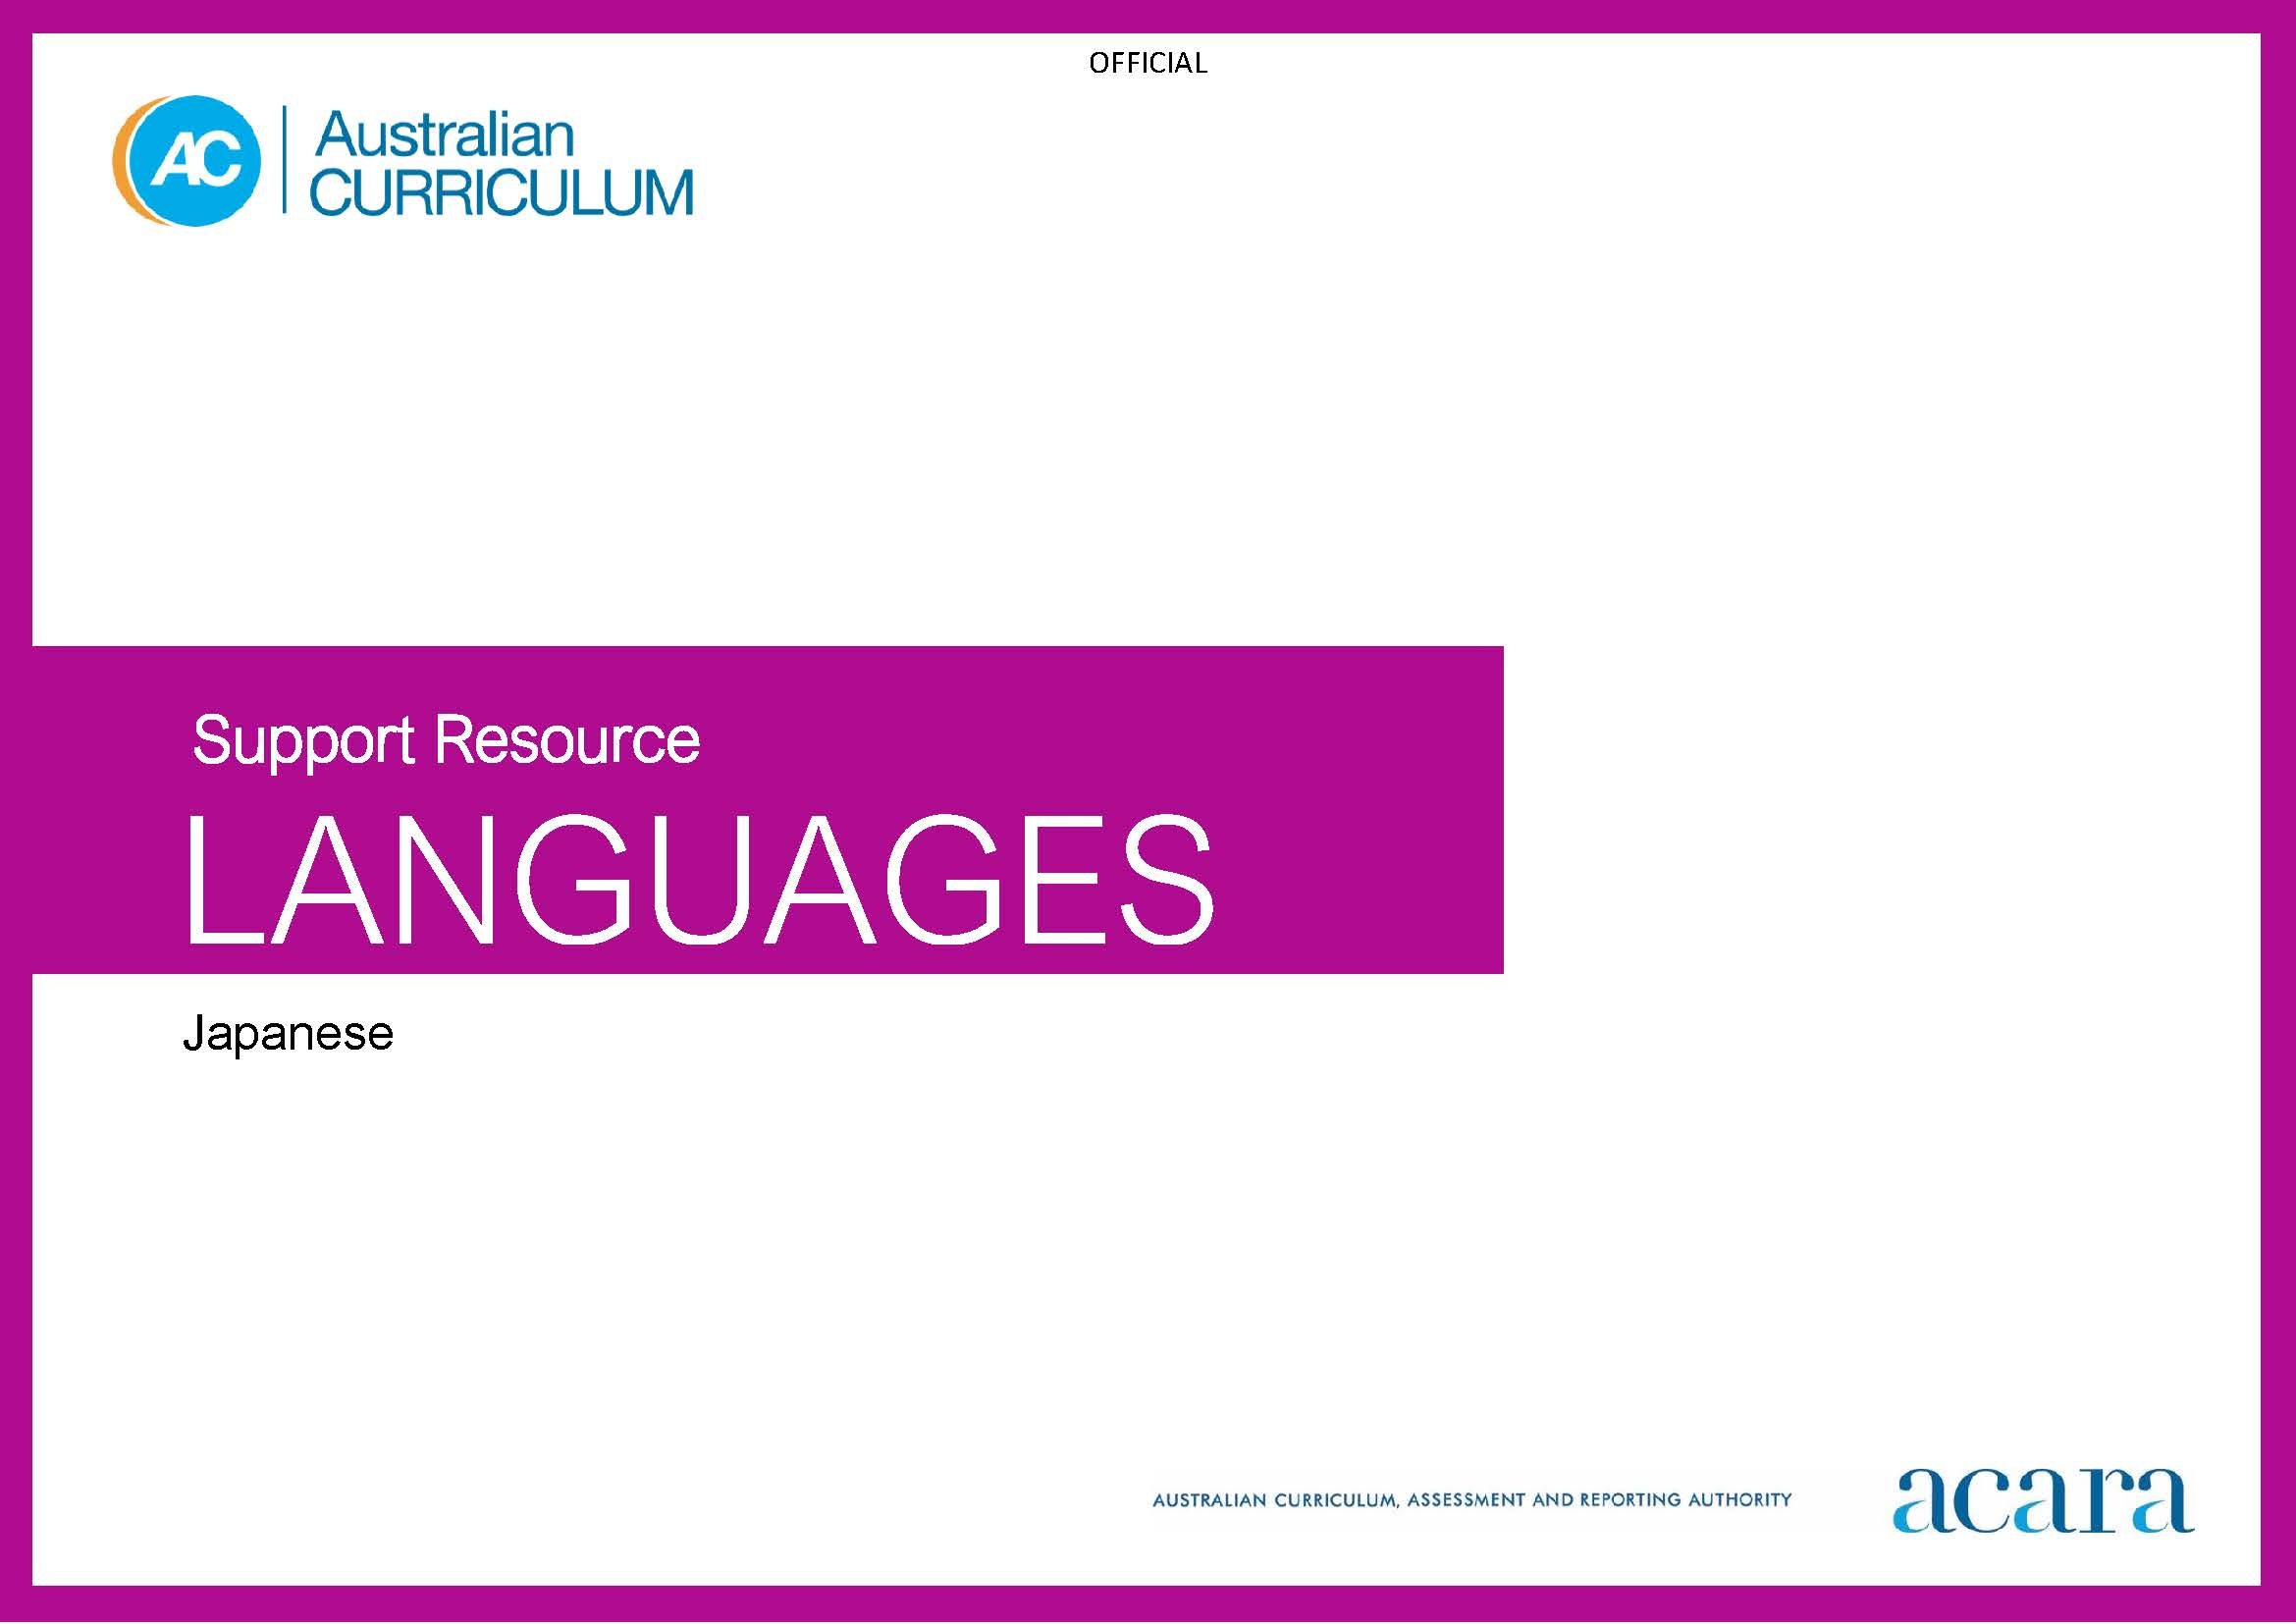 OFFICIAL
AC
Australian
CURRICULUM
Support Resource
LANGUAGES
Japanese
AUSTRALIAN CURRICULUM, ASSESSMENT AND REPORTING AUTHORITY
acara